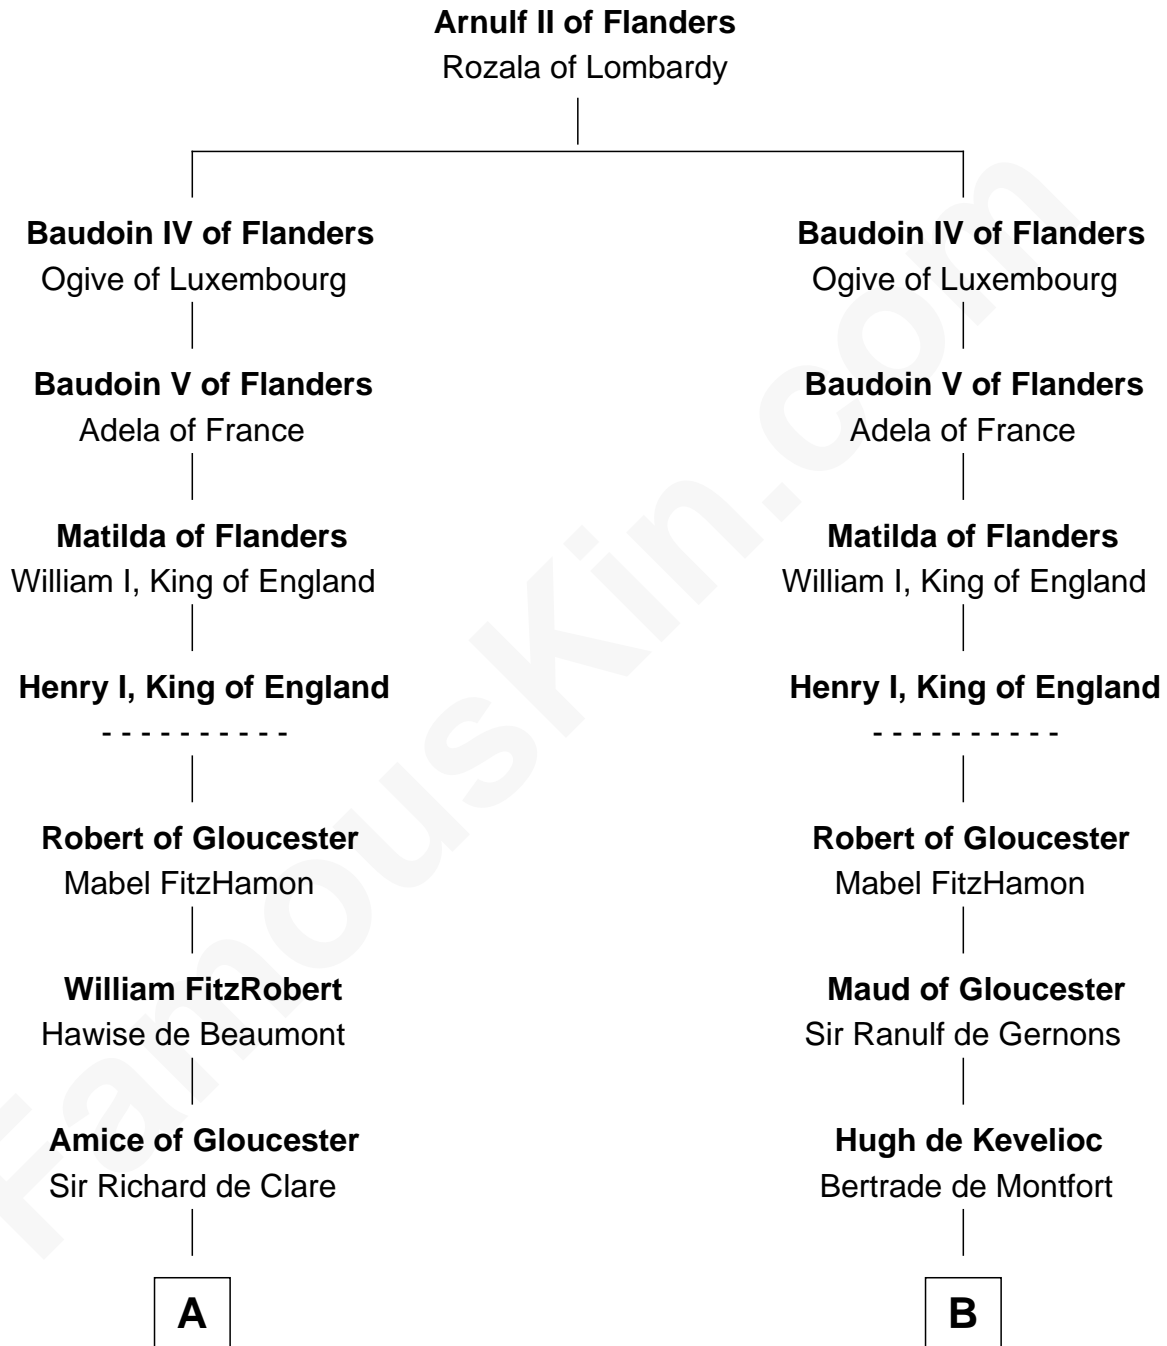 Arnulf II of Flanders
Rozala of Lombardy
Baudoin IV of Flanders
Ogive of Luxembourg
Baudoin V of Flanders
Adela of France
Matilda of Flanders
William I, King of England
Henry I, King of England
- - - - - - - - - -
Robert of Gloucester
Mabel FitzHamon
William FitzRobert
Hawise de Beaumont
Amice of Gloucester
Sir Richard de Clare
A
Baudoin IV of Flanders
Ogive of Luxembourg
Baudoin V of Flanders
Adela of France
Matilda of Flanders
William I, King of England
Henry I, King of England
- - - - - - - - - -
Robert of Gloucester
Mabel FitzHamon
Maud of Gloucester
Sir Ranulf de Gernons
Hugh de Kevelioc
Bertrade de Montfort
B
FamousKin.com